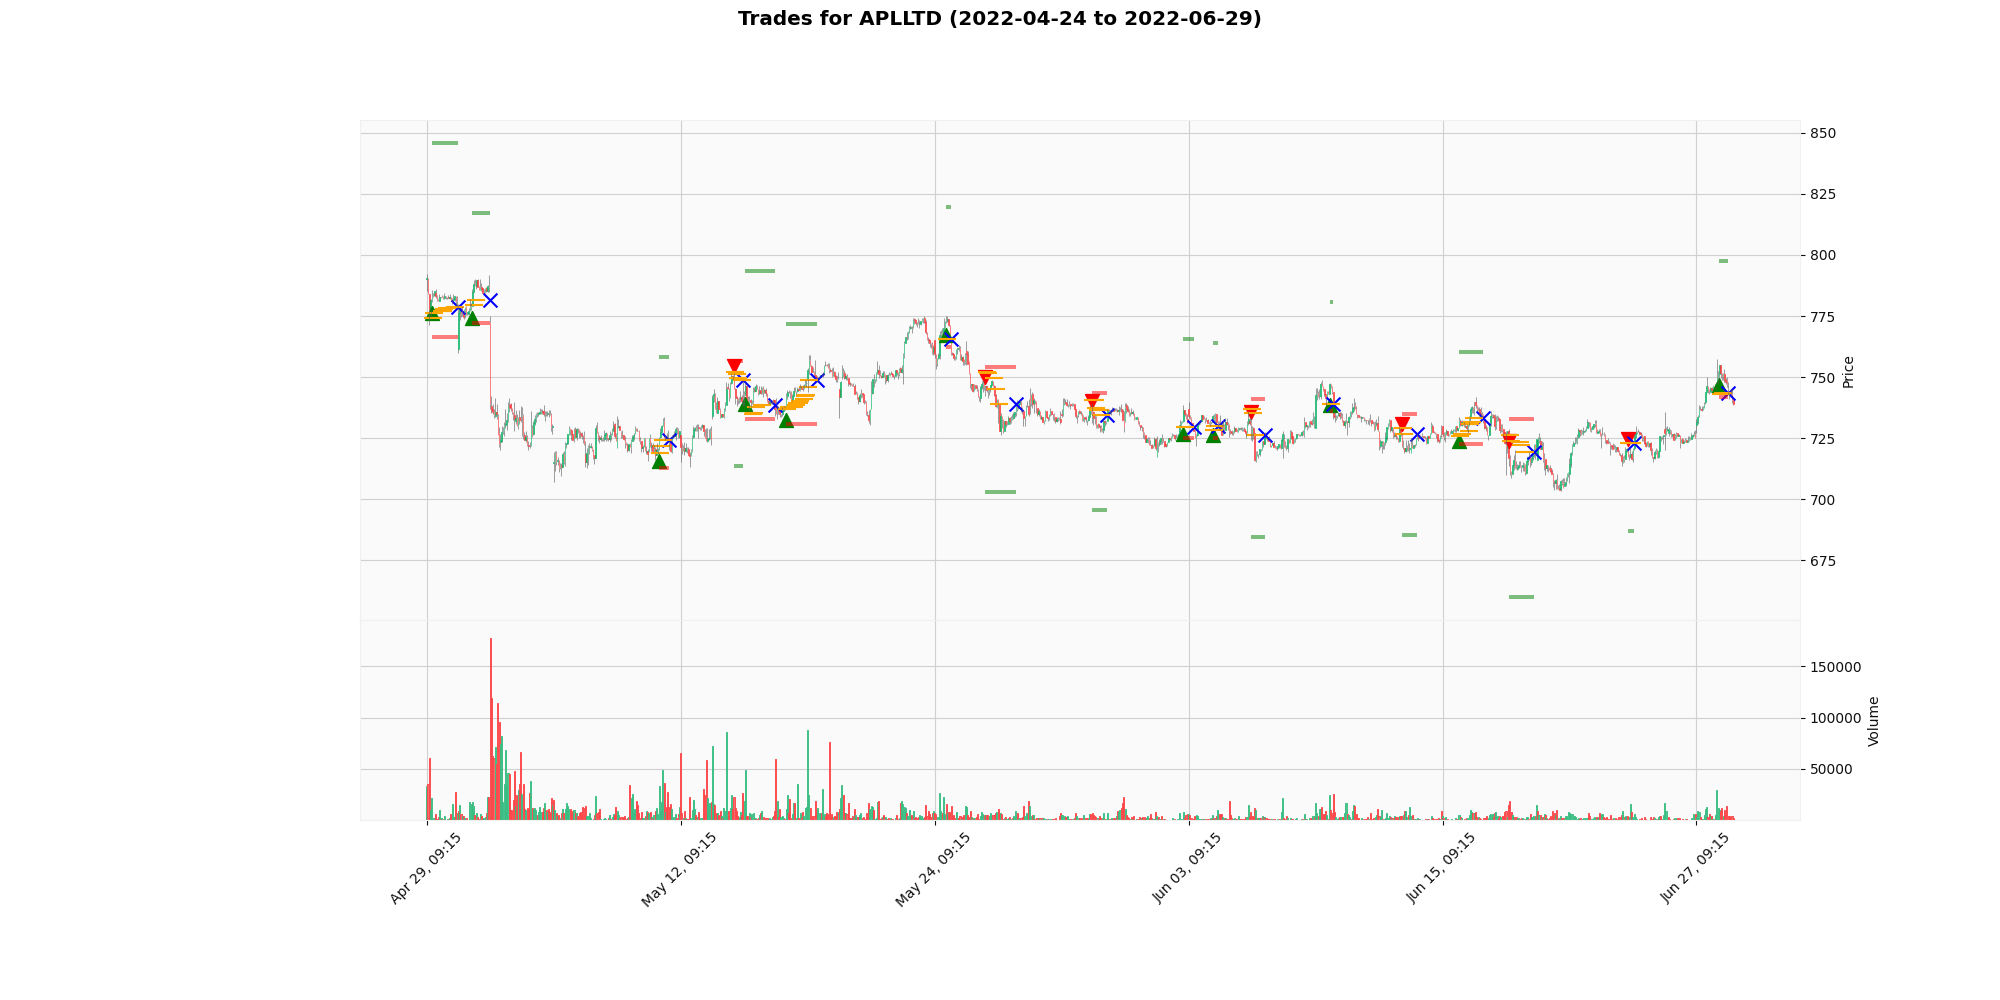 Trades for APLLTD (2022-04-24 to 2022-06-29)
850
825
800
775
750
725
700
675
Price
150000
100000
50000
Volume
Apr 29, 09:15
May 12, 09:15
May 24, 09:15
Jun 03, 09:15
Jun 15, 09:15
Jun 27, 09:15